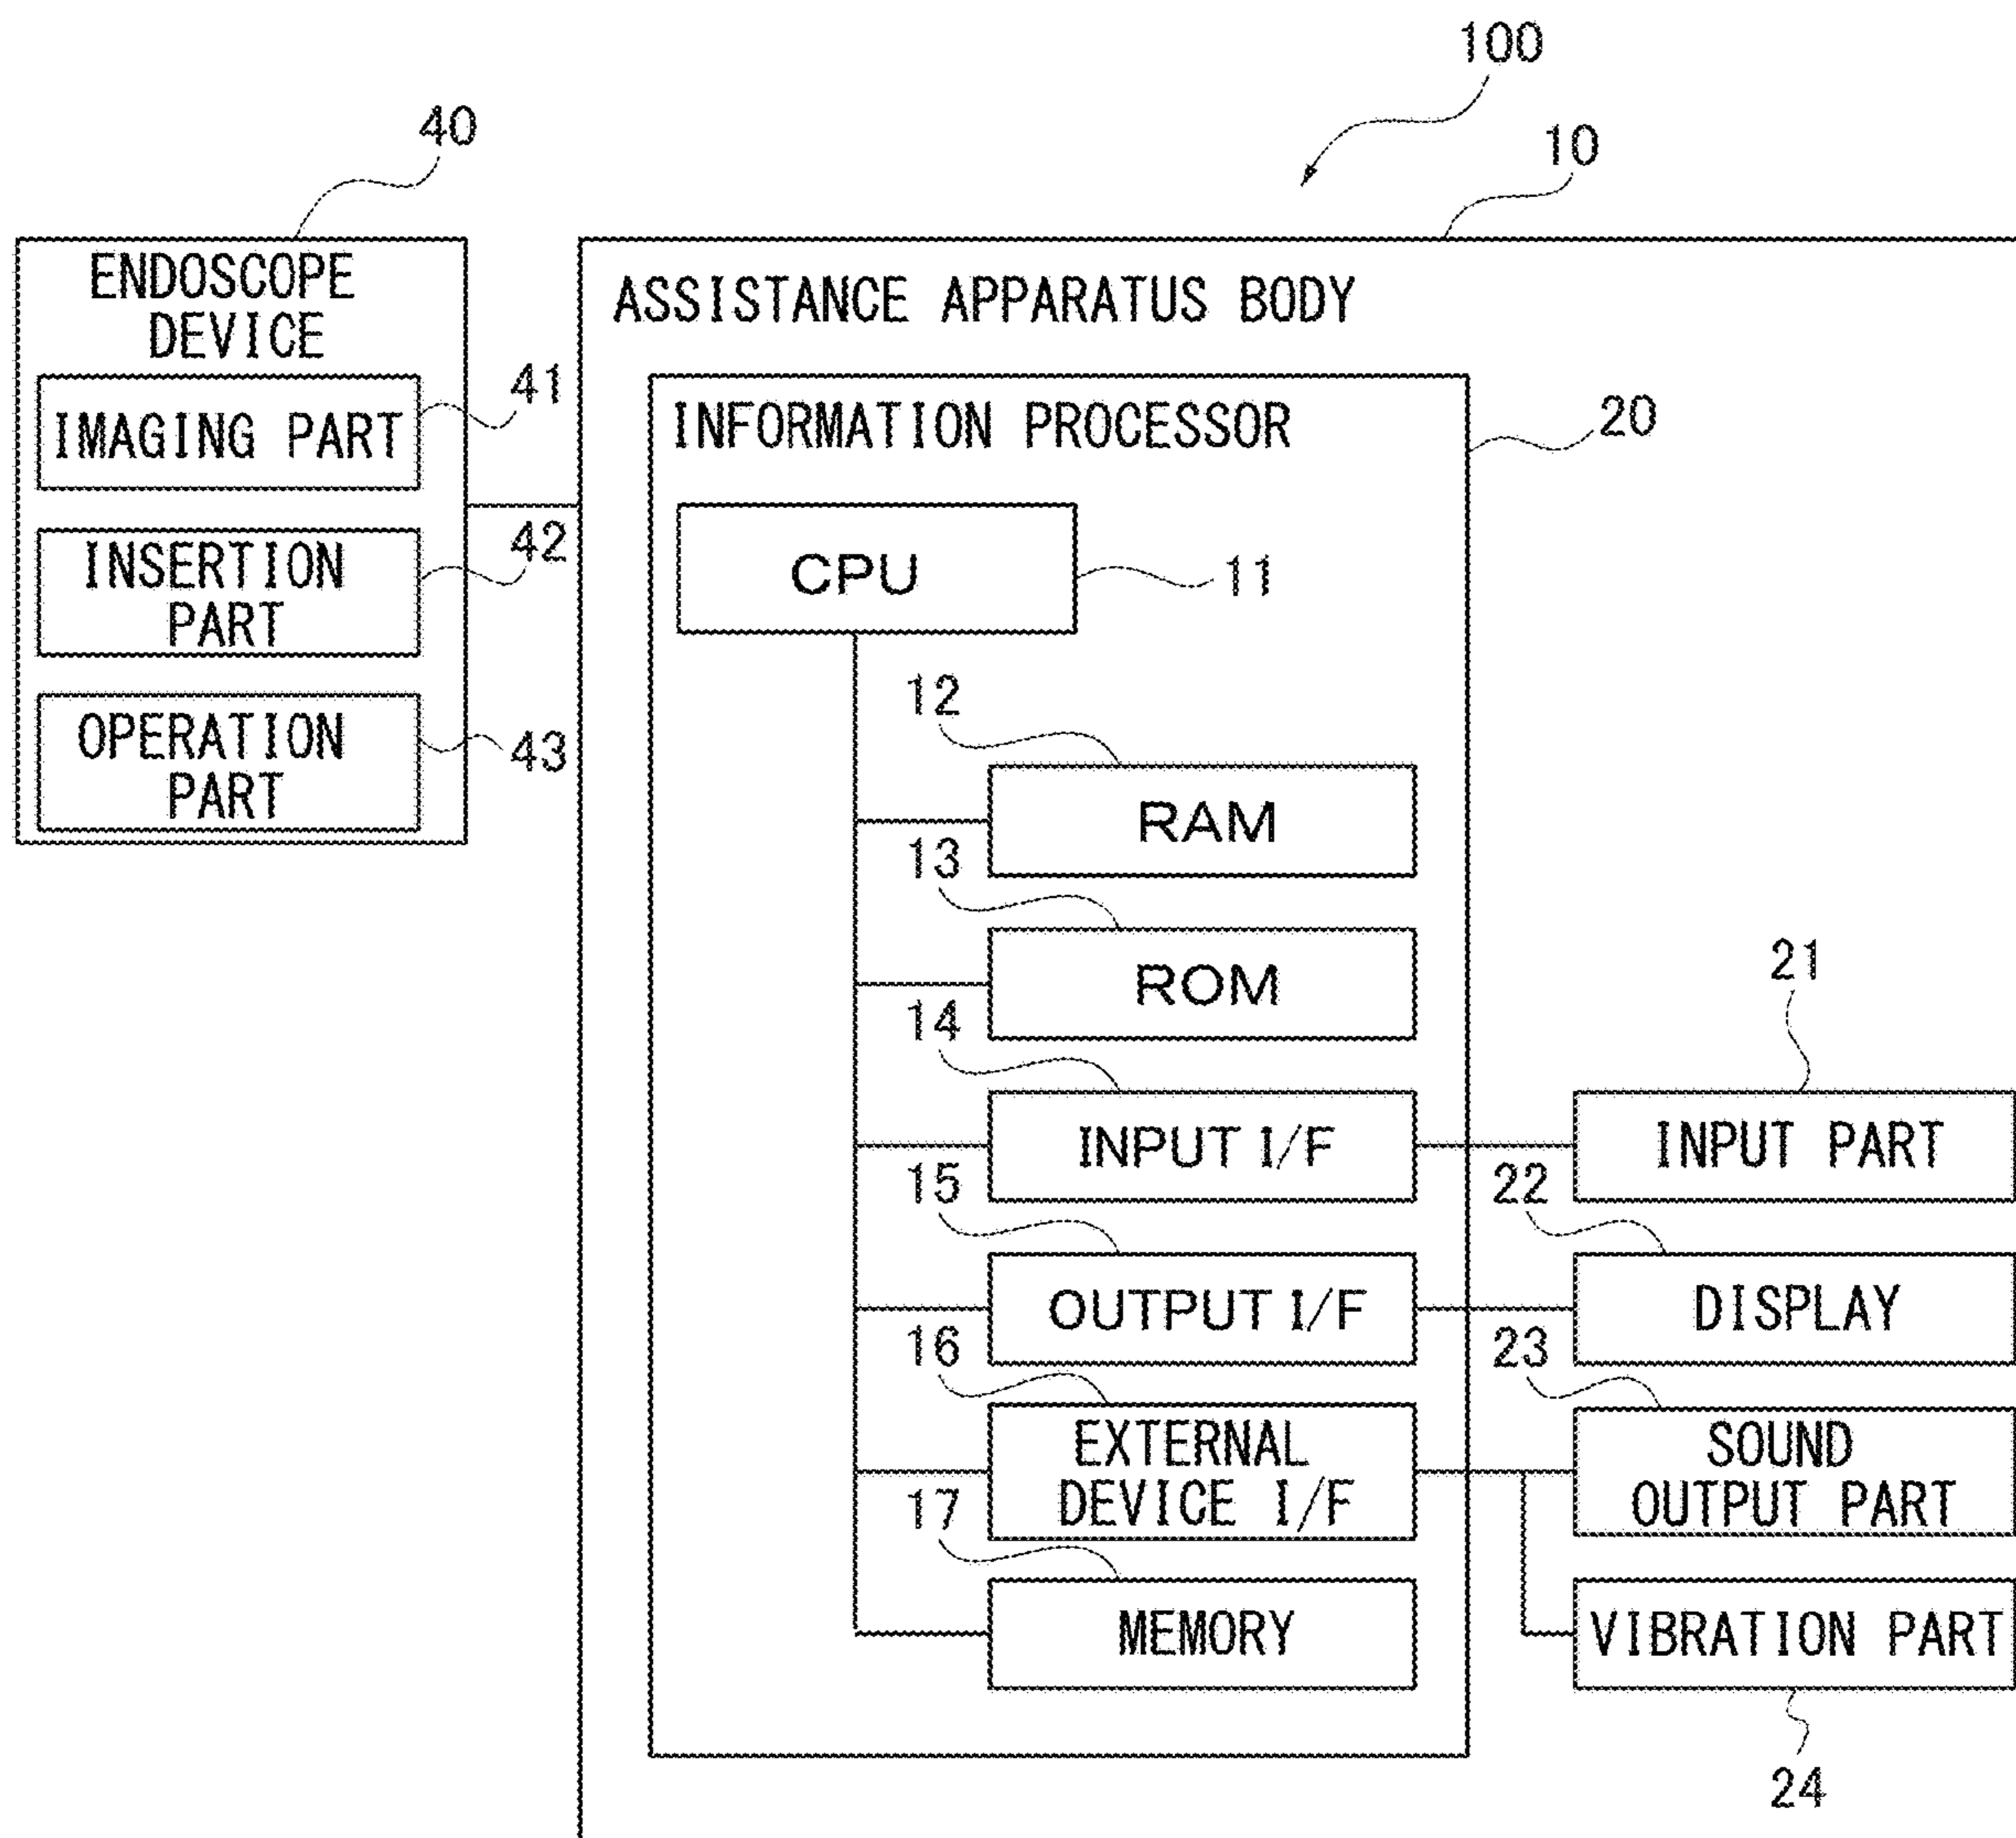 100
40
10
ENDOSCOPE
DEVICE
ASSISTANCE APPARATUS BODY
41
IMAGING PART
INFORMATION PROCESSOR
20
42
INSERTION
PART
CPU
11
43
OPERATION
PART
12
RAM
13
ROM
21
14
INPUT I/F
INPUT PART
15
22
OUTPUT I/F
DISPLAY
16
23
EXTERNAL
DEVICE I/F
SOUND
OUTPUT PART
17
MEMORY
VIBRATION PART
24